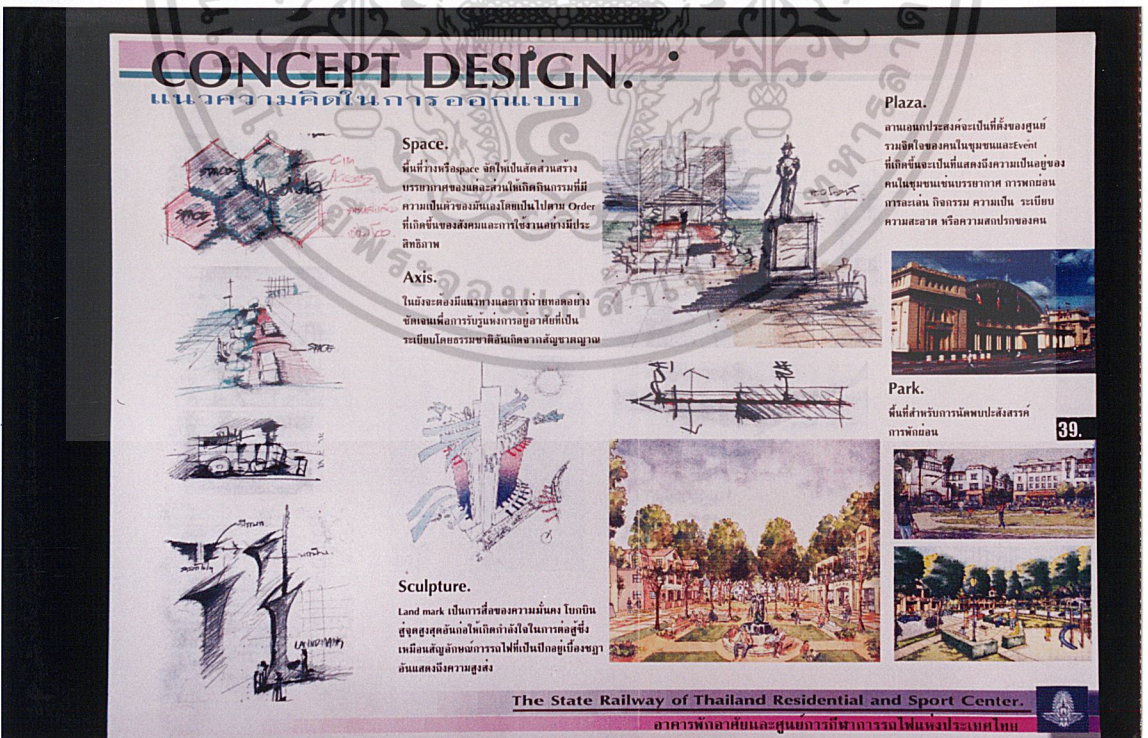 CONCEPT DESIGN.
แนวความคิดในการออกแบบ
Space.
พื้นที่ว่างหรือspace จัดให้เป็นสัดส่วนสร้าง
บรรยากาศของแต่ละส่วนให้เกิดกิจกรรมที่มี
ความเป็นตัวของมันเองโดยเป็นไปตาม Order
ที่เกิดขึ้นของสังคมและการใช้งานอย่างมีประ
สิทธิภาพ
Axis.
ในผังจะต้องมีแนวทางและการถ่ายทอดอย่าง
ชัดเจนเพื่อการรับรู้แห่งการอยู่อาศัยที่เป็น
ระเบียบโดยธรรมชาติอันเกิดจากสัญชาตญาณ
SPACE
SPACE
SPACE
LANDMARK
Sculpture.
Land mark เป็นการสื่อของความมั่นคง โบกบิน
สู่จุดสูงสุดอันก่อให้เกิดกำลังใจในการต่อสู้ซึ่ง
เหมือนสัญลักษณ์การรถไฟที่เป็นปีกอยู่เบื้องชฎา
อันแสดงถึงความสูงส่ง
Plaza.
ลานเอนกประสงค์จะเป็นที่ตั้งของศูนย์
รวมจิตใจของคนในชุมชนและEvent
ที่เกิดขึ้นจะเป็นที่แสดงถึงความเป็นอยู่ของ
คนในชุมชนเช่นบรรยากาศ การพักผ่อน
การละเล่น กิจกรรม ความเป็น ระเบียบ
ความสะอาด หรือความสกปรกของคน
Park.
พื้นที่สำหรับการนัดพบปะสังสรรค์
การพักผ่อน
39.
The State Railway of Thailand Residential and Sport Center.
อาคารพักอาศัยและศูนย์การกีฬาการรถไฟแห่งประเทศไทย